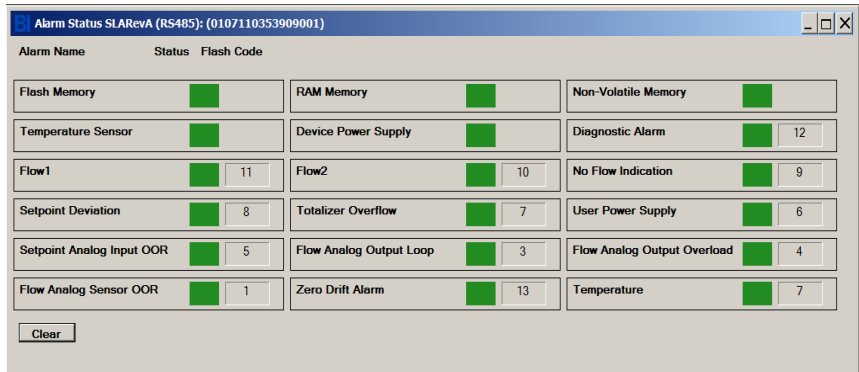 BI Alarm Status SLARevA (RS485): (0107110353909001)
Alarm Name Status Flash Code
Flash Memory RAM Memory Non-Volatile Memory
Temperature Sensor Device Power Supply Diagnostic Alarm 12
Flow1 11 Flow2 10 No Flow Indication 9
Setpoint Deviation 8 Totalizer Overflow 7 User Power Supply 6
Setpoint Analog Input OOR 5 Flow Analog Output Loop 3 Flow Analog Output Overload 4
Flow Analog Sensor OOR 1 Zero Drift Alarm 13 Temperature 7
Clear